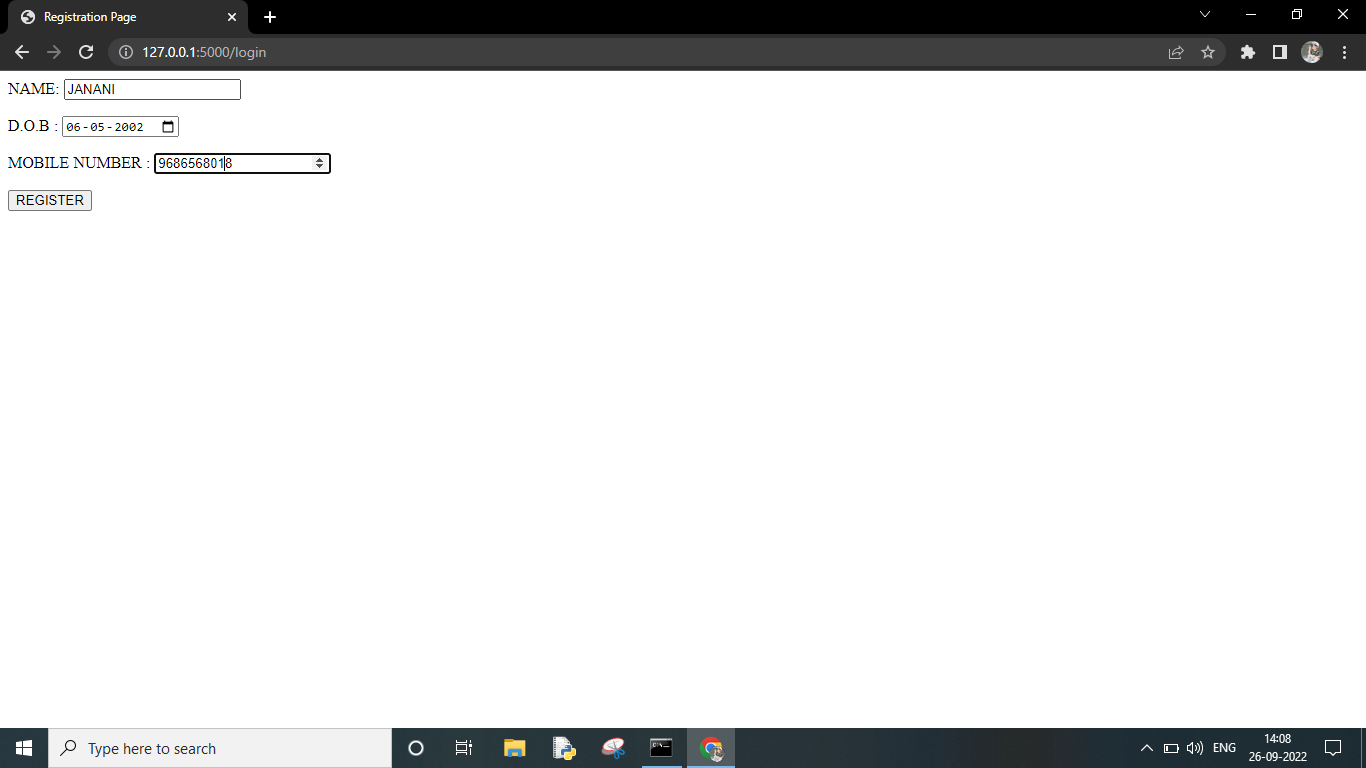 Registration Page
127.0.0.1:5000/login
NAME: JANANI
D.O.B : 06-05-2002
MOBILE NUMBER : 9686568018
REGISTER
Type here to search
ENG
14:08
26-09-2022